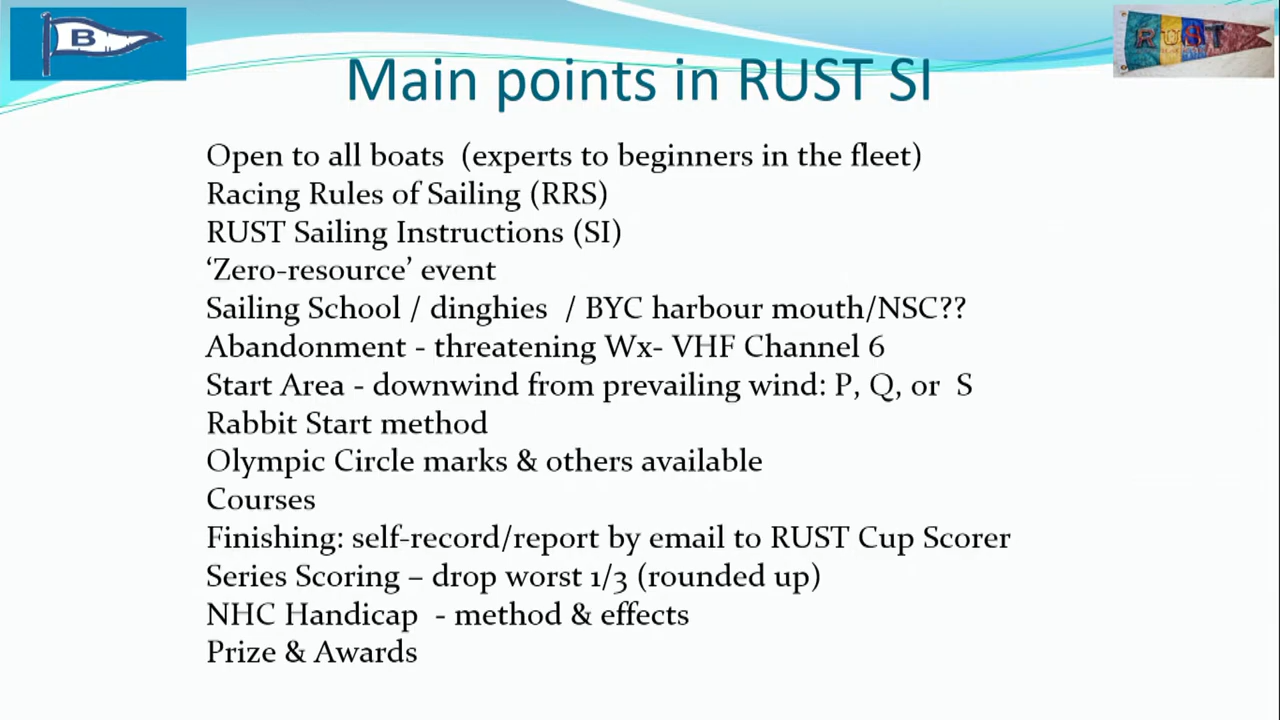 B
RUST
Main points in RUST SI
Open to all boats  (experts to beginners in the fleet)
Racing Rules of Sailing (RRS)
RUST Sailing Instructions (SI)
‘Zero-resource’ event
Sailing School / dinghies  / BYC harbour mouth/NSC??
Abandonment - threatening Wx- VHF Channel 6
Start Area - downwind from prevailing wind: P, Q, or  S
Rabbit Start method
Olympic Circle marks & others available
Courses
Finishing: self-record/report by email to RUST Cup Scorer
Series Scoring – drop worst 1/3 (rounded up)
NHC Handicap  - method & effects
Prize & Awards